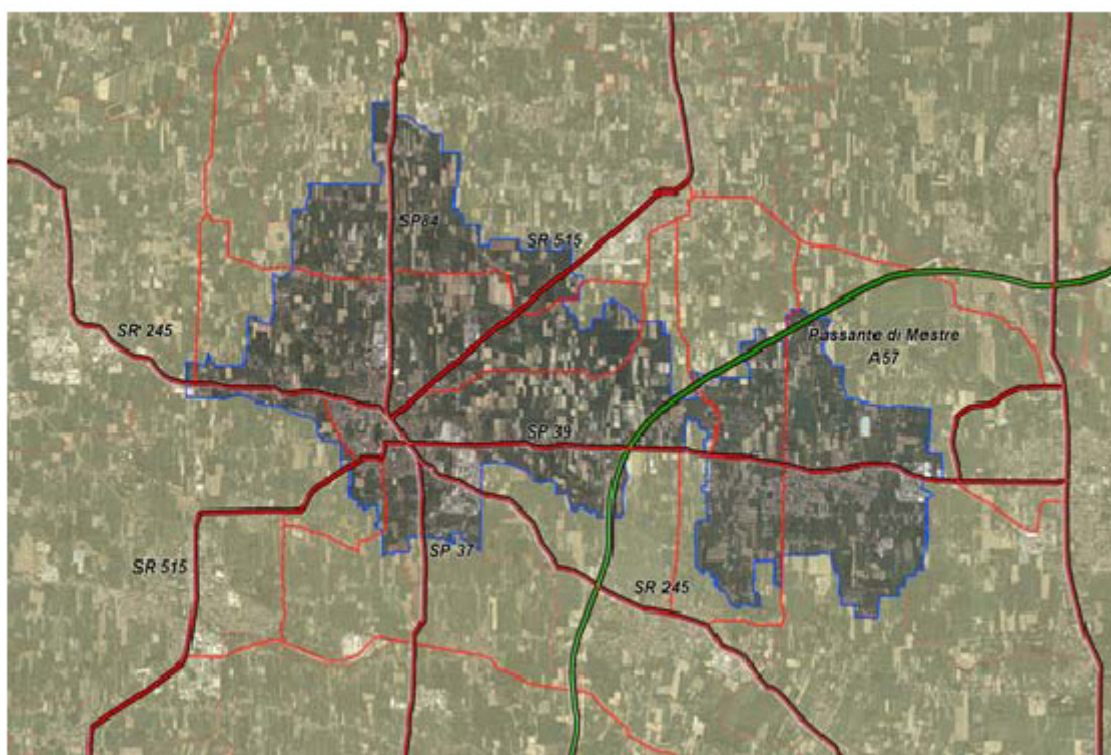 SP84
SR 515
SR 245
Passante di Mestre
A57
SP 39
SP 37
SR 515
SR 245